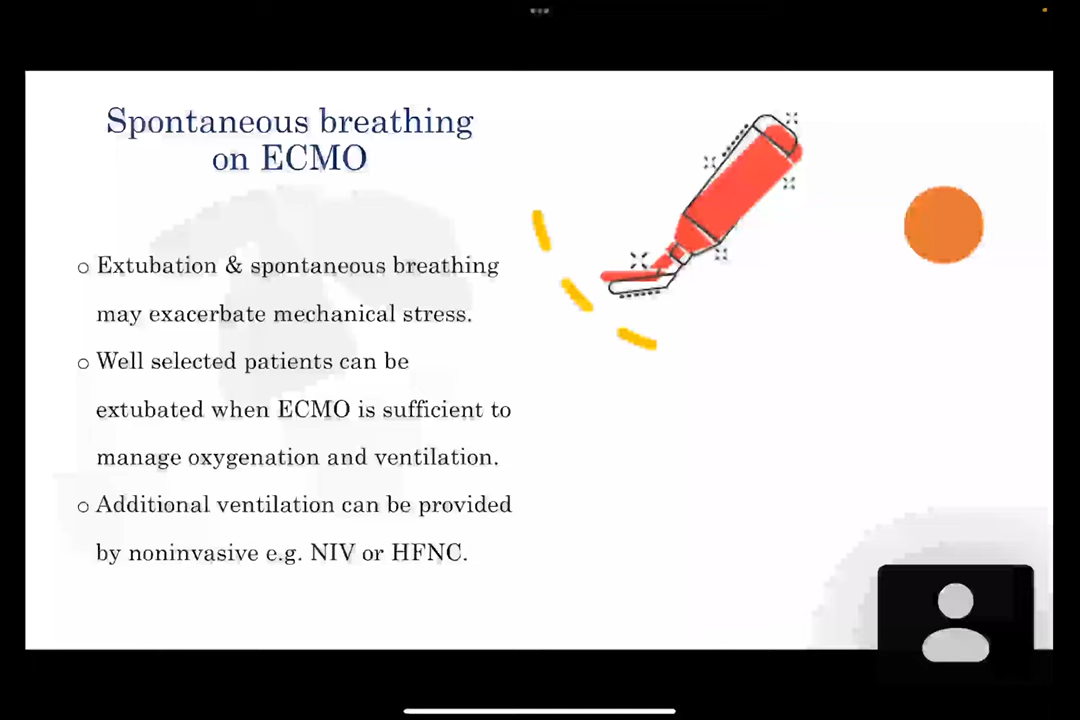 Spontaneous breathing
on ECMO
o Extubation & spontaneous breathing
may exacerbate mechanical stress.
o Well selected patients can be
extubated when ECMO is sufficient to
manage oxygenation and ventilation.
o Additional ventilation can be provided
by noninvasive e.g. NIV or HFNC.